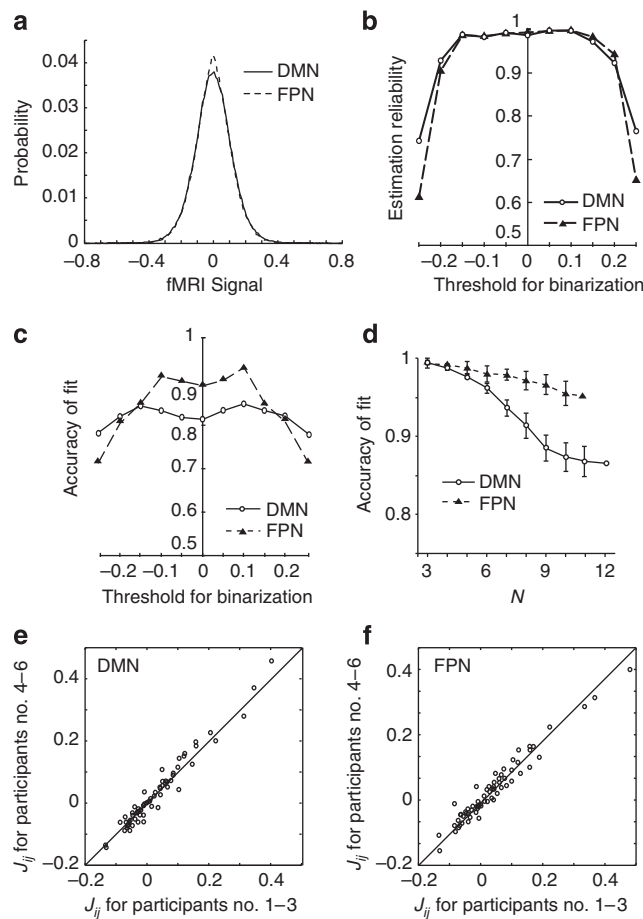 a
0.04
0.03
0.02
0.01
0
Probability
−0.8
−0.4
0
0.4
0.8
fMRI Signal
DMN
FPN
b
1
0.9
0.8
0.7
0.6
0.5
Estimation reliability
−0.2
−0.1
0
0.1
0.2
Threshold for binarization
DMN
FPN
c
1
0.9
0.8
0.7
0.6
0.5
Accuracy of fit
−0.2
−0.1
0
0.1
0.2
Threshold for binarization
DMN
FPN
d
1
0.95
0.9
0.8
Accuracy of fit
3
6
9
12
N
DMN
FPN
e
DMN
0.4
0.2
0
−0.2
Jij for participants no. 4–6
−0.2
0
0.2
0.4
Jij for participants no. 1–3
f
FPN
0.4
0.2
0
−0.2
Jij for participants no. 4–6
−0.2
0
0.2
0.4
Jij for participants no. 1–3